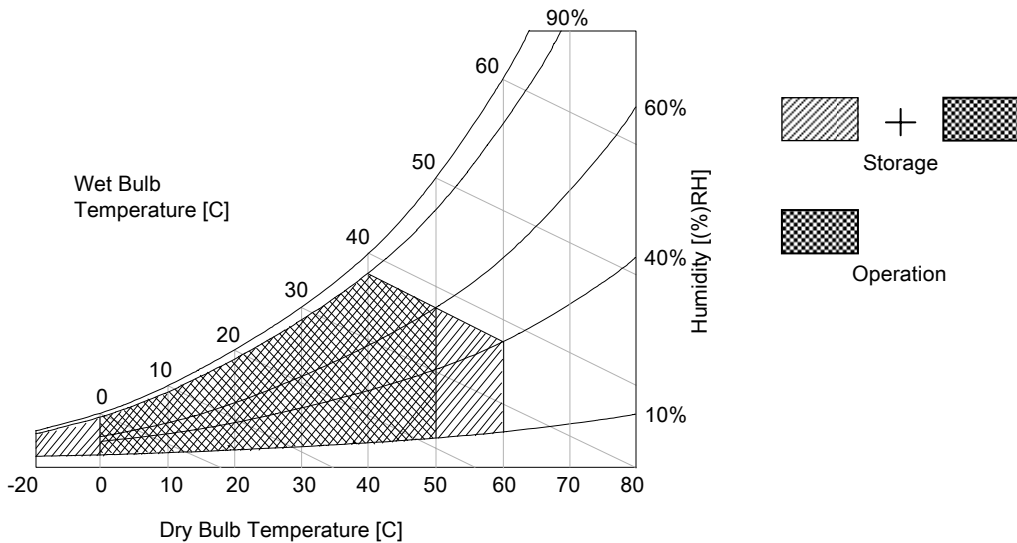 90%
60
60%
50
Wet Bulb
Temperature [C]
40
40%
30
20
10
0
10%
Humidity [(%)RH]
-20 0 10 20 30 40 50 60 70 80
Dry Bulb Temperature [C]
+
Storage
Operation